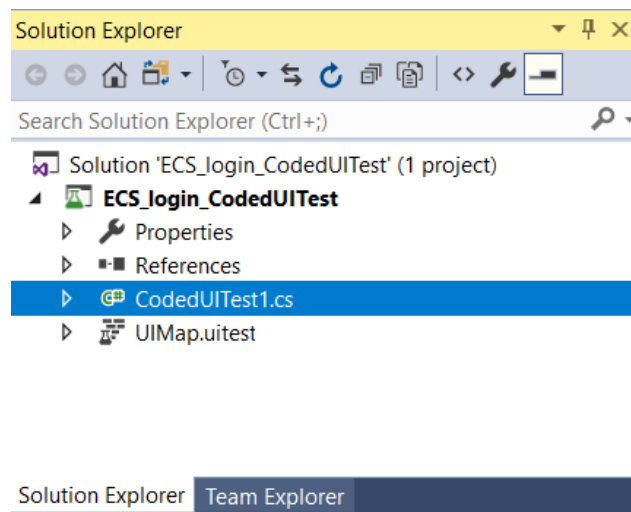 Solution Explorer
Search Solution Explorer (Ctrl+;)
Solution 'ECS_login_CodedUITest' (1 project)
ECS_login_CodedUITest
Properties
References
C# CodedUITest1.cs
UIMap.uitest
Solution Explorer Team Explorer